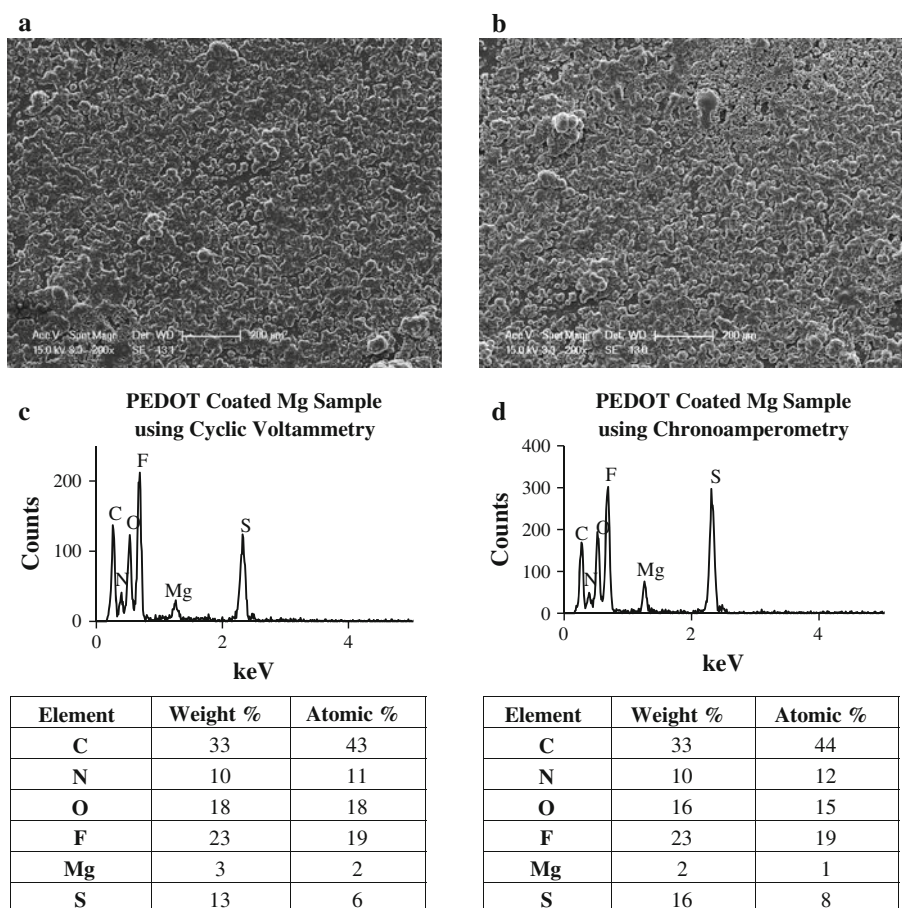 a
b
Acc.V Spot Magn Det WD 200 µm
15.0 kV 3.0 200x SE 13.1
Acc.V Spot Magn Det WD 200 µm
15.0 kV 200x SE 13.0
c
PEDOT Coated Mg Sample
using Cyclic Voltammetry
Counts
200
100
0
C
N
O
F
Mg
S
0
2
4
keV
d
PEDOT Coated Mg Sample
using Chronoamperometry
Counts
400
300
200
100
0
C
N
O
F
Mg
S
0
2
4
keV
Element Weight % Atomic %
C 33 43
N 10 11
O 18 18
F 23 19
Mg 3 2
S 13 6
Element Weight % Atomic %
C 33 44
N 10 12
O 16 15
F 23 19
Mg 2 1
S 16 8